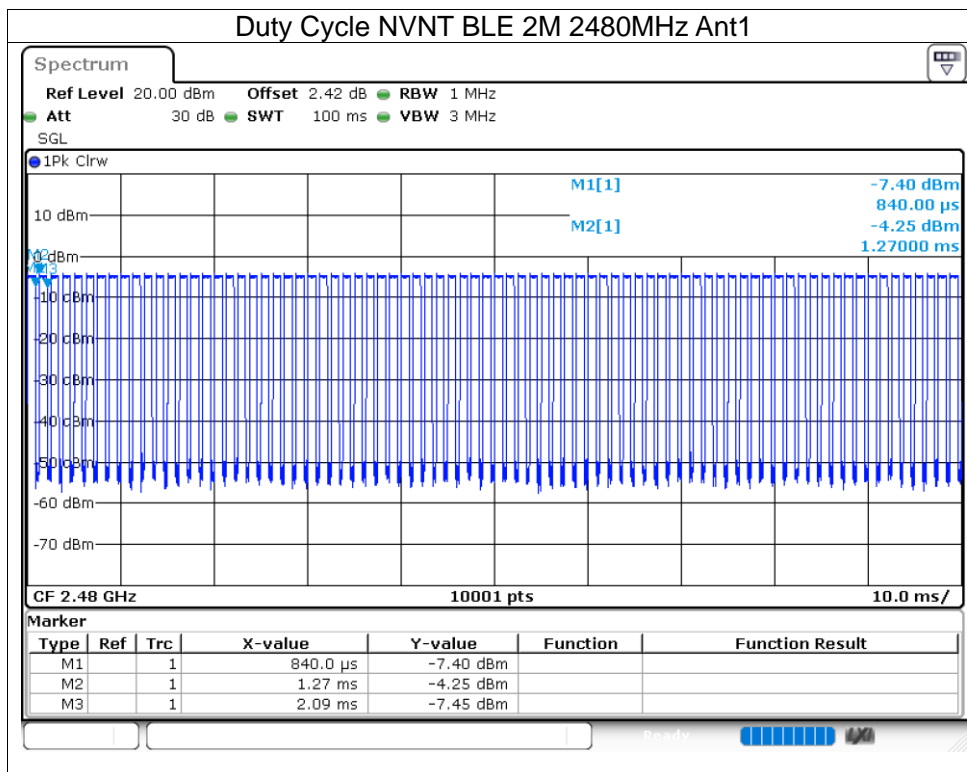 Duty Cycle NVNT BLE 2M 2480MHz Ant1
Spectrum
Ref Level 20.00 dBm Offset 2.42 dB RBW 1 MHz
Att 30 dB SWT 100 ms VBW 3 MHz
SGL
1Pk Clrw
M1[1] -7.40 dBm
840.00 µs
10 dBm
M2[1] -4.25 dBm
1.27000 ms
M2
0 dBm
M3
-10 dBm
-20 dBm
-30 dBm
-40 dBm
-50 dBm
-60 dBm
-70 dBm
CF 2.48 GHz 10001 pts 10.0 ms/
Marker
Type Ref Trc X-value Y-value Function Function Result
M1 1 840.0 µs -7.40 dBm
M2 1 1.27 ms -4.25 dBm
M3 1 2.09 ms -7.45 dBm
Ready LXI